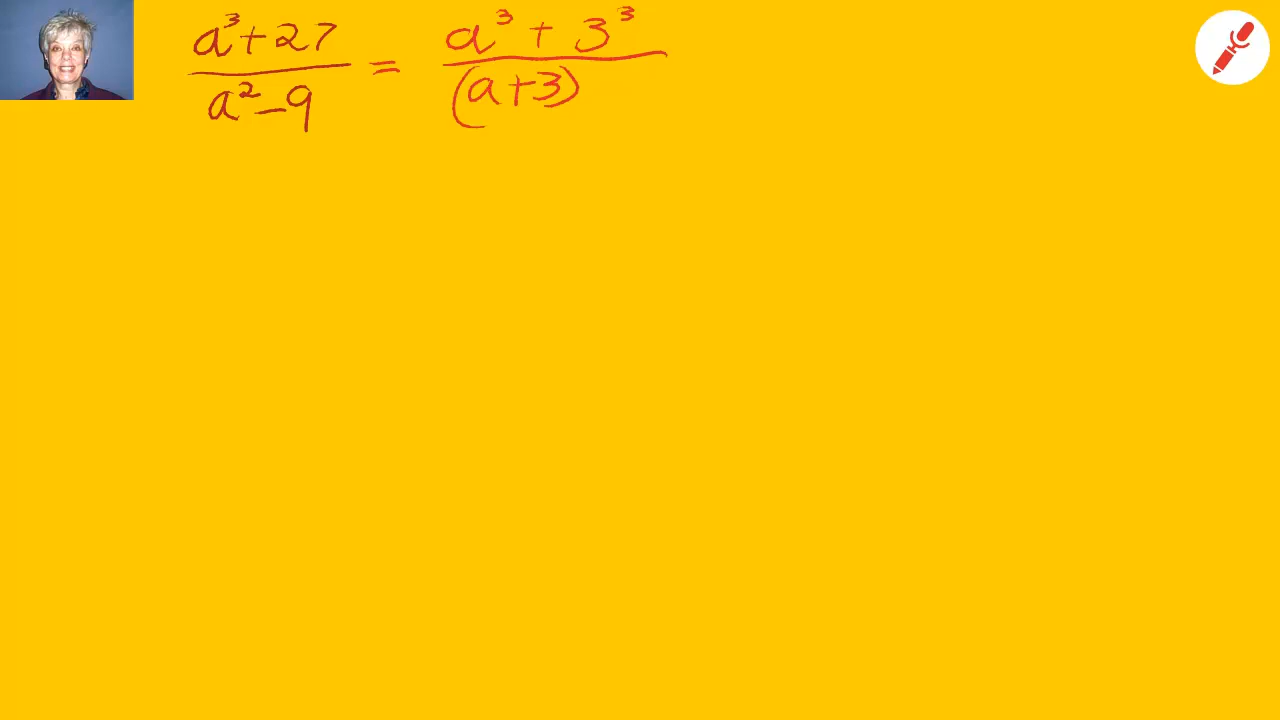 a³+27 / a²-9 = a³ + 3³ / (a+3)